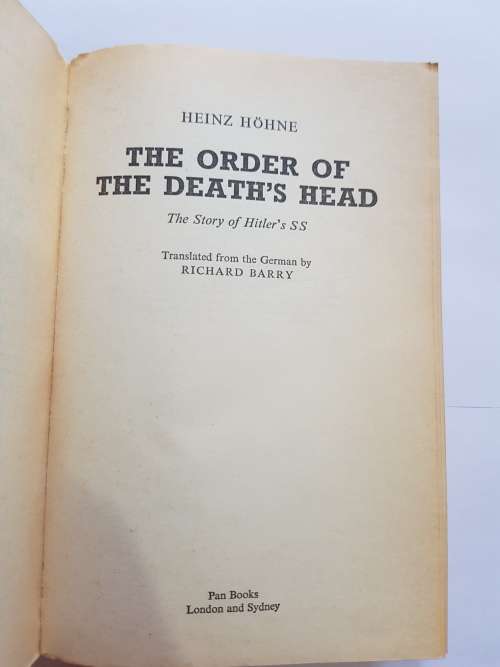 HEINZ HÖHNE
THE ORDER OF
THE DEATH'S HEAD
The Story of Hitler's SS
Translated from the German by
RICHARD BARRY
Pan Books
London and Sydney